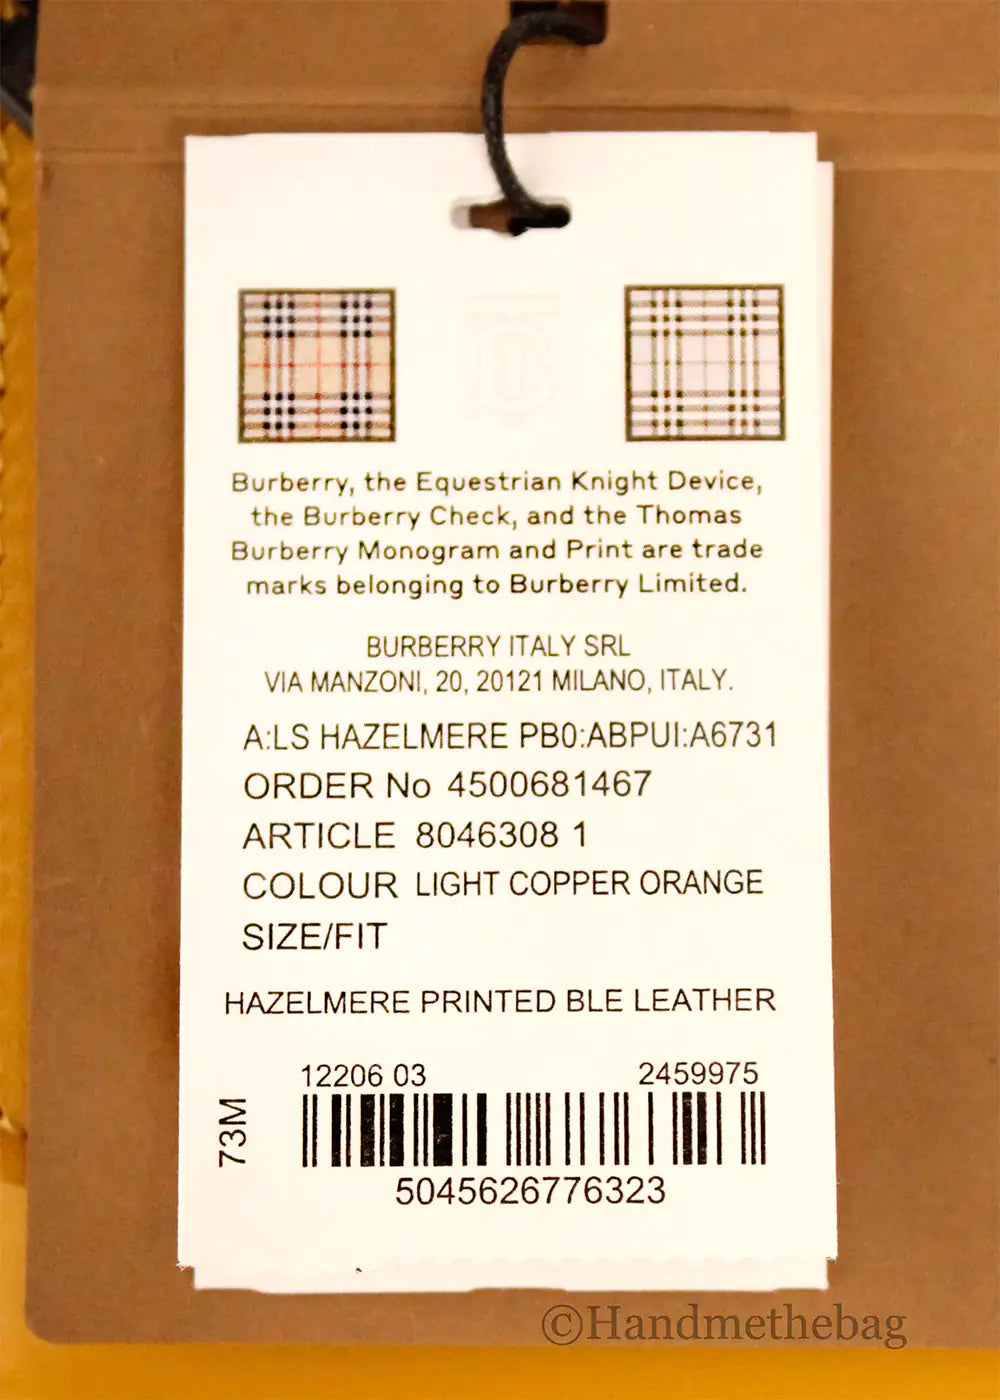 Burberry, the Equestrian Knight Device,
the Burberry Check, and the Thomas
Burberry Monogram and Print are trade
marks belonging to Burberry Limited.
BURBERRY ITALY SRL
VIA MANZONI, 20, 20121 MILANO, ITALY.
A:LS HAZELMERE PB0:ABPUI:A6731
ORDER No 4500681467
ARTICLE 8046308 1
COLOUR LIGHT COPPER ORANGE
SIZE/FIT
HAZELMERE PRINTED BLE LEATHER
12206 03 2459975
73M
5045626776323
©Handmethebag